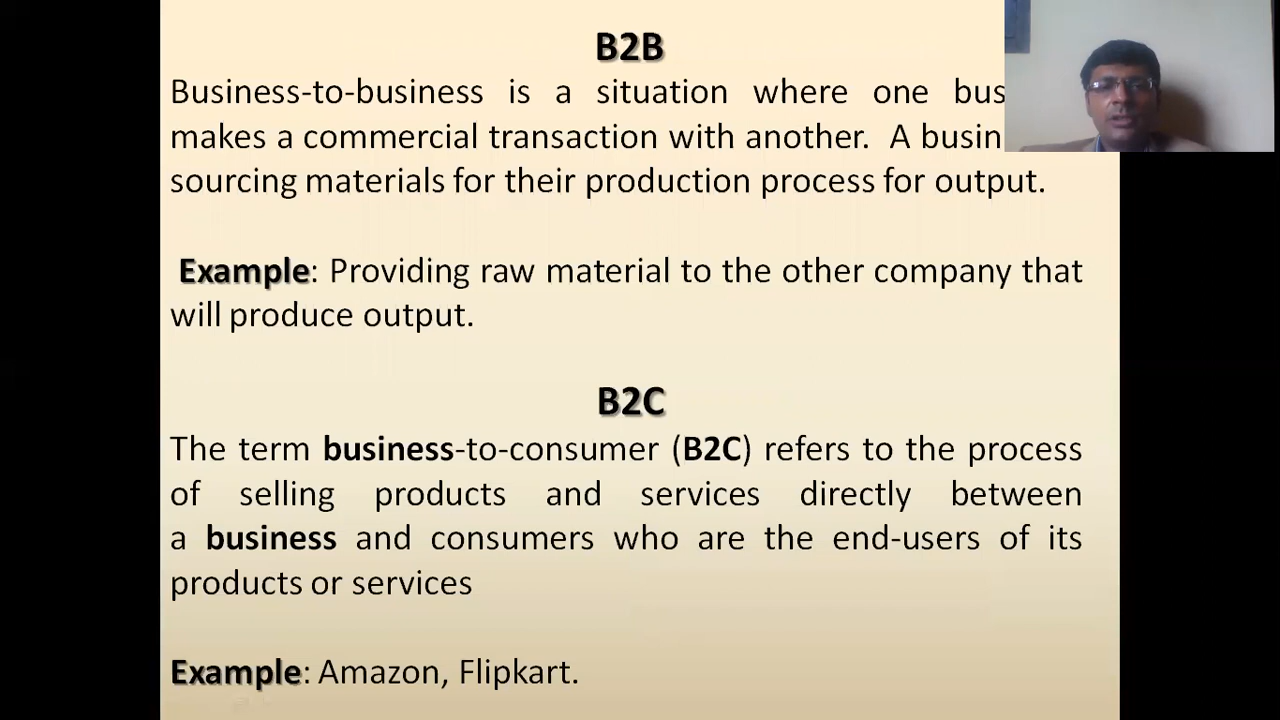 B2B
Business-to-business is a situation where one bus
makes a commercial transaction with another. A busin
sourcing materials for their production process for output.
Example: Providing raw material to the other company that
will produce output.
B2C
The term business-to-consumer (B2C) refers to the process
of selling products and services directly between
a business and consumers who are the end-users of its
products or services
Example: Amazon, Flipkart.